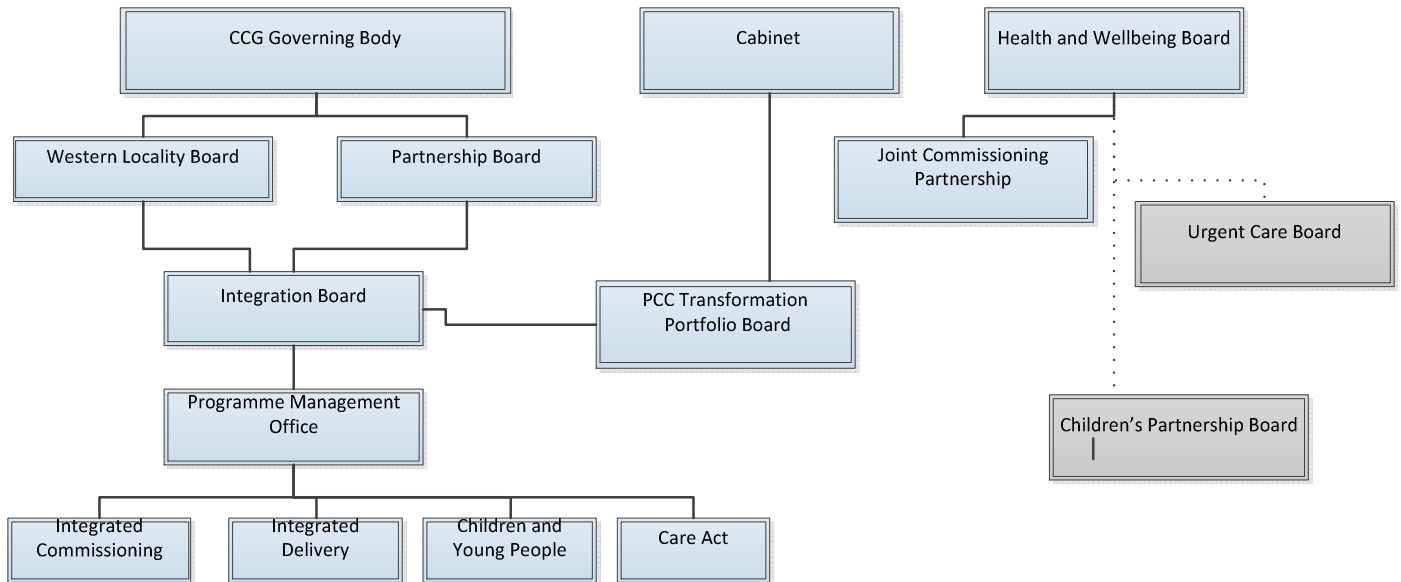 CCG Governing Body
Cabinet
Health and Wellbeing Board
Western Locality Board
Partnership Board
Joint Commissioning
Partnership
Urgent Care Board
Integration Board
PCC Transformation
Portfolio Board
Programme Management
Office
Children’s Partnership Board
Integrated
Commissioning
Integrated
Delivery
Children and
Young People
Care Act